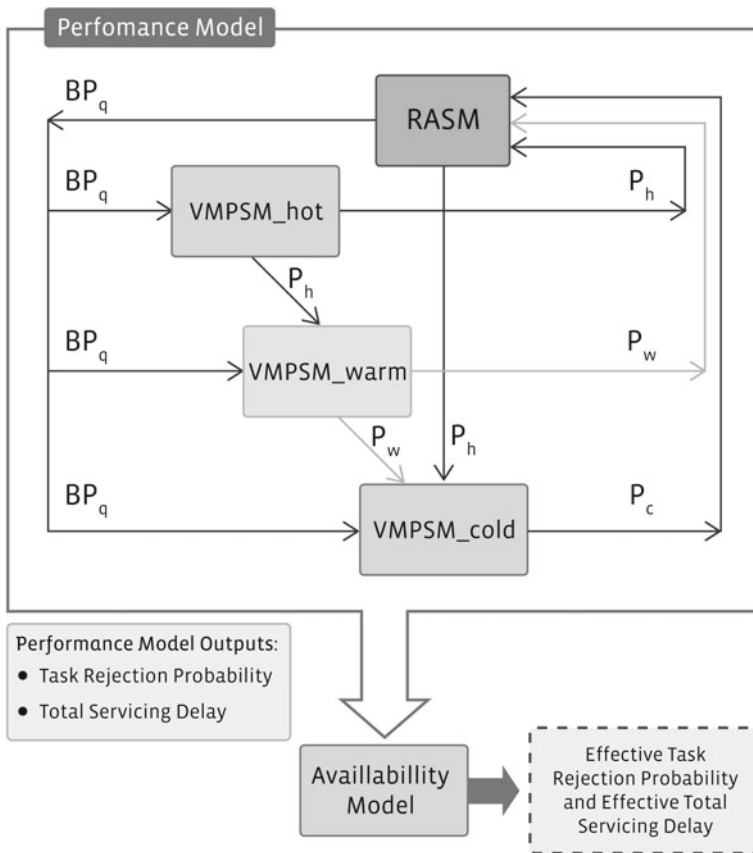 Perfomance Model
BPq
RASM
BPq
VMPSM_hot
Ph
Ph
BPq
VMPSM_warm
Pw
Pw
Ph
BPq
VMPSM_cold
Pc
Performance Model Outputs:
● Task Rejection Probability
● Total Servicing Delay
Availlabillity
Model
Effective Task
Rejection Probability
and Effective Total
Servicing Delay